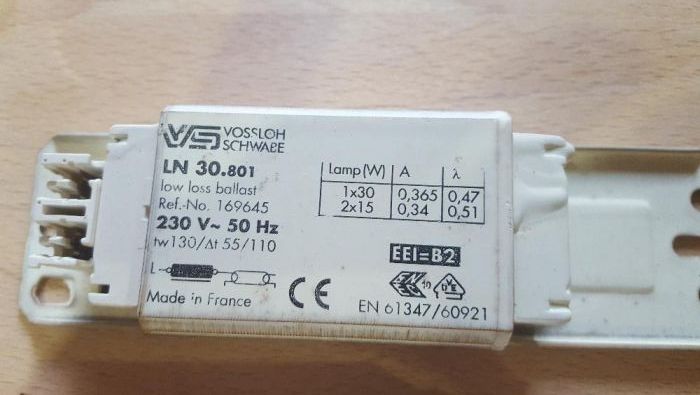 VS VOSSLOH
SCHWABE
LN 30.801
low loss ballast
Ref.-No. 169645
230 V~ 50 Hz
tw130/Δt 55/110
L
Made in France
CE
Lamp(W) A λ
1x30 0,365 0,47
2x15 0,34 0,51
EEI=B2
10
EN 61347/60921